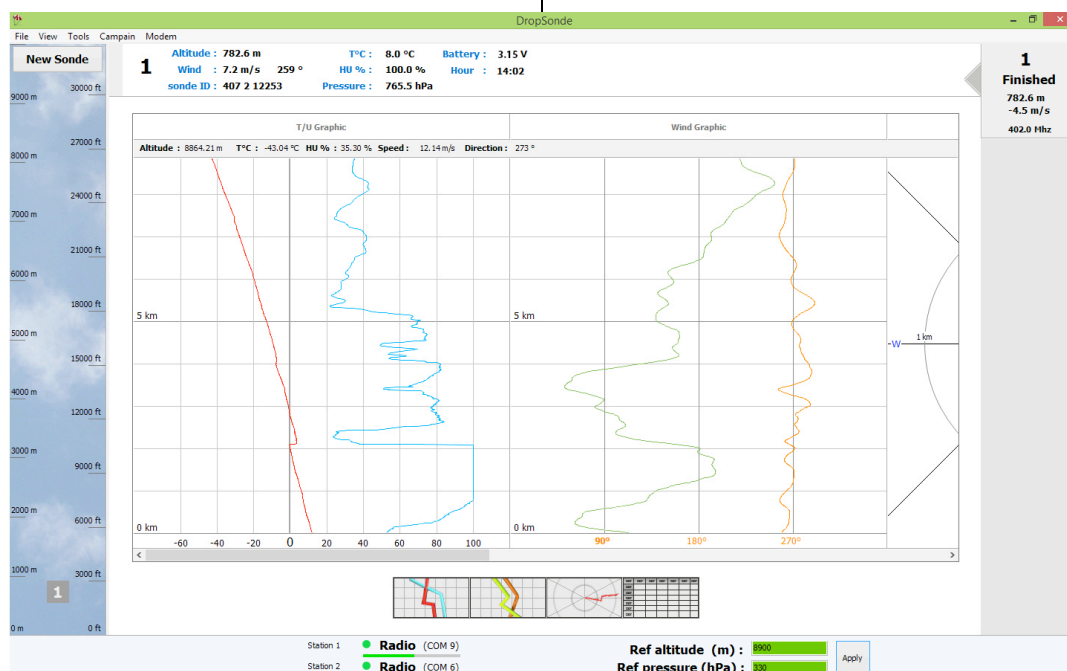 DropSonde
File View Tools Campain Modem
New Sonde
1
Altitude : 782.6 m T°C : 8.0 °C Battery : 3.15 V
Wind : 7.2 m/s 259 ° HU % : 100.0 % Hour : 14:02
sonde ID : 407 2 12253 Pressure : 765.5 hPa
1
Finished
782.6 m
-4.5 m/s
402.0 Mhz
9000 m 30000 ft
8000 m 27000 ft
7000 m 24000 ft
6000 m 21000 ft
5000 m 18000 ft
4000 m 15000 ft
3000 m 12000 ft
2000 m 9000 ft
1000 m 6000 ft
0 m 3000 ft
0 ft
1
T/U Graphic Wind Graphic
Altitude : 8864.21 m T°C : -43.04 °C HU % : 35.30 % Speed : 12.14 m/s Direction : 273 °
5 km 5 km
W 1 km
0 km 0 km
-60 -40 -20 0 20 40 60 80 100 90° 180° 270°
Station 1 Radio (COM 9)
Station 2 Radio (COM 6)
Ref altitude (m) : 8900
Ref pressure (hPa) : 330
Apply